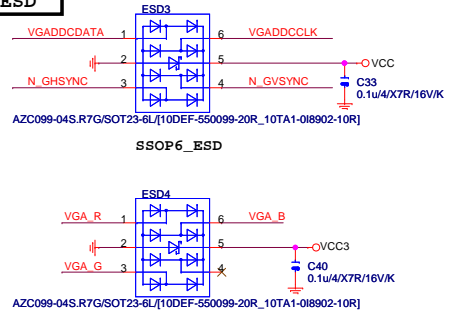 ESD
ESD3
VGADDCDATA 1 6 VGADDCCLK
2 5 VCC
N_GHSYNC 3 4 N_GVSYNC
C33
0.1u/4/X7R/16V/K
AZC099-04S.R7G/SOT23-6L/[10DEF-550099-20R_10TA1-0I8902-10R]
SSOP6_ESD
ESD4
VGA_R 1 6 VGA_B
2 5 VCC3
VGA_G 3 4
C40
0.1u/4/X7R/16V/K
AZC099-04S.R7G/SOT23-6L/[10DEF-550099-20R_10TA1-0I8902-10R]